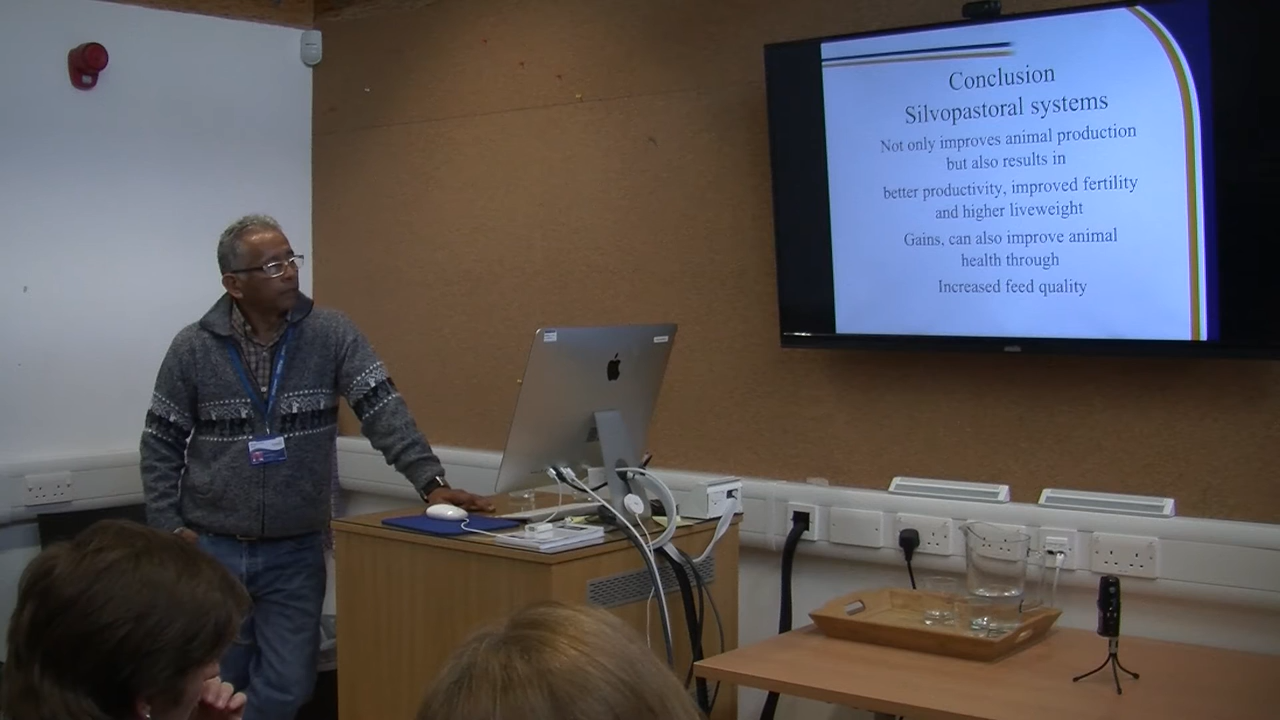 Conclusion
Silvopastoral systems
Not only improves animal production
but also results in
better productivity, improved fertility
and higher liveweight
Gains, can also improve animal
health through
Increased feed quality